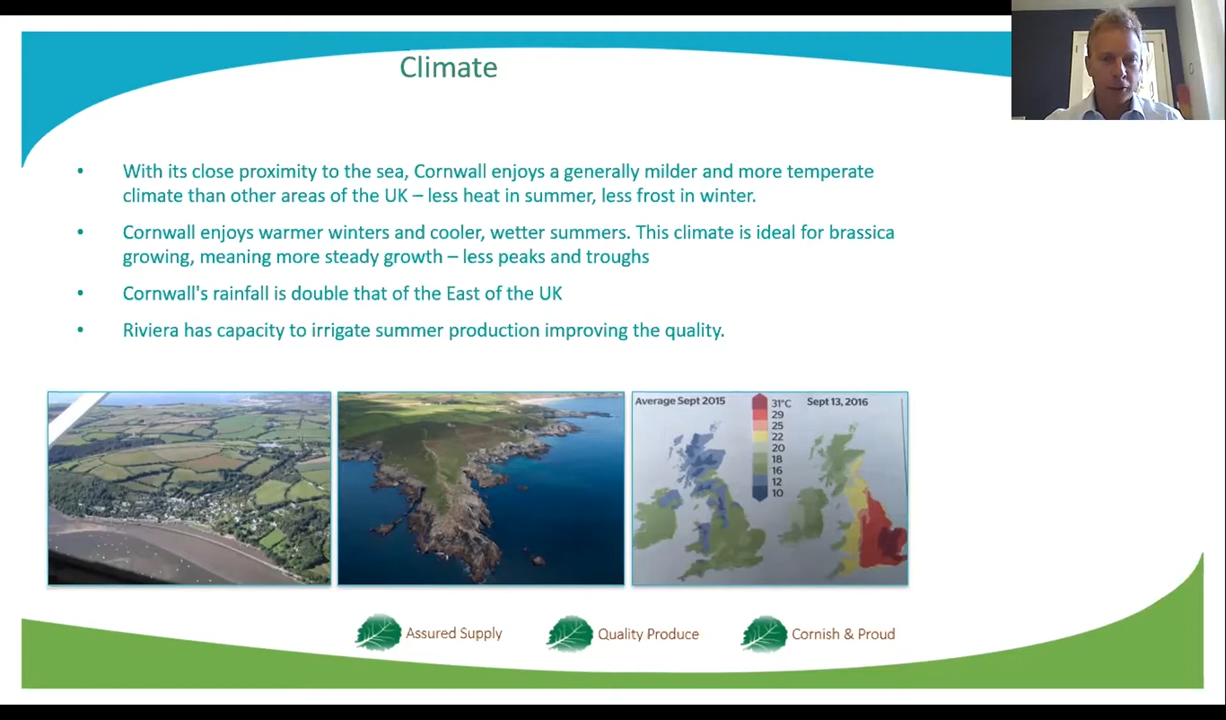 Climate
• With its close proximity to the sea, Cornwall enjoys a generally milder and more temperate
climate than other areas of the UK – less heat in summer, less frost in winter.
• Cornwall enjoys warmer winters and cooler, wetter summers. This climate is ideal for brassica
growing, meaning more steady growth – less peaks and troughs
• Cornwall's rainfall is double that of the East of the UK
• Riviera has capacity to irrigate summer production improving the quality.
Average Sept 2015
31°C
29
25
22
20
18
16
12
10
Sept 13, 2016
Assured Supply
Quality Produce
Cornish & Proud